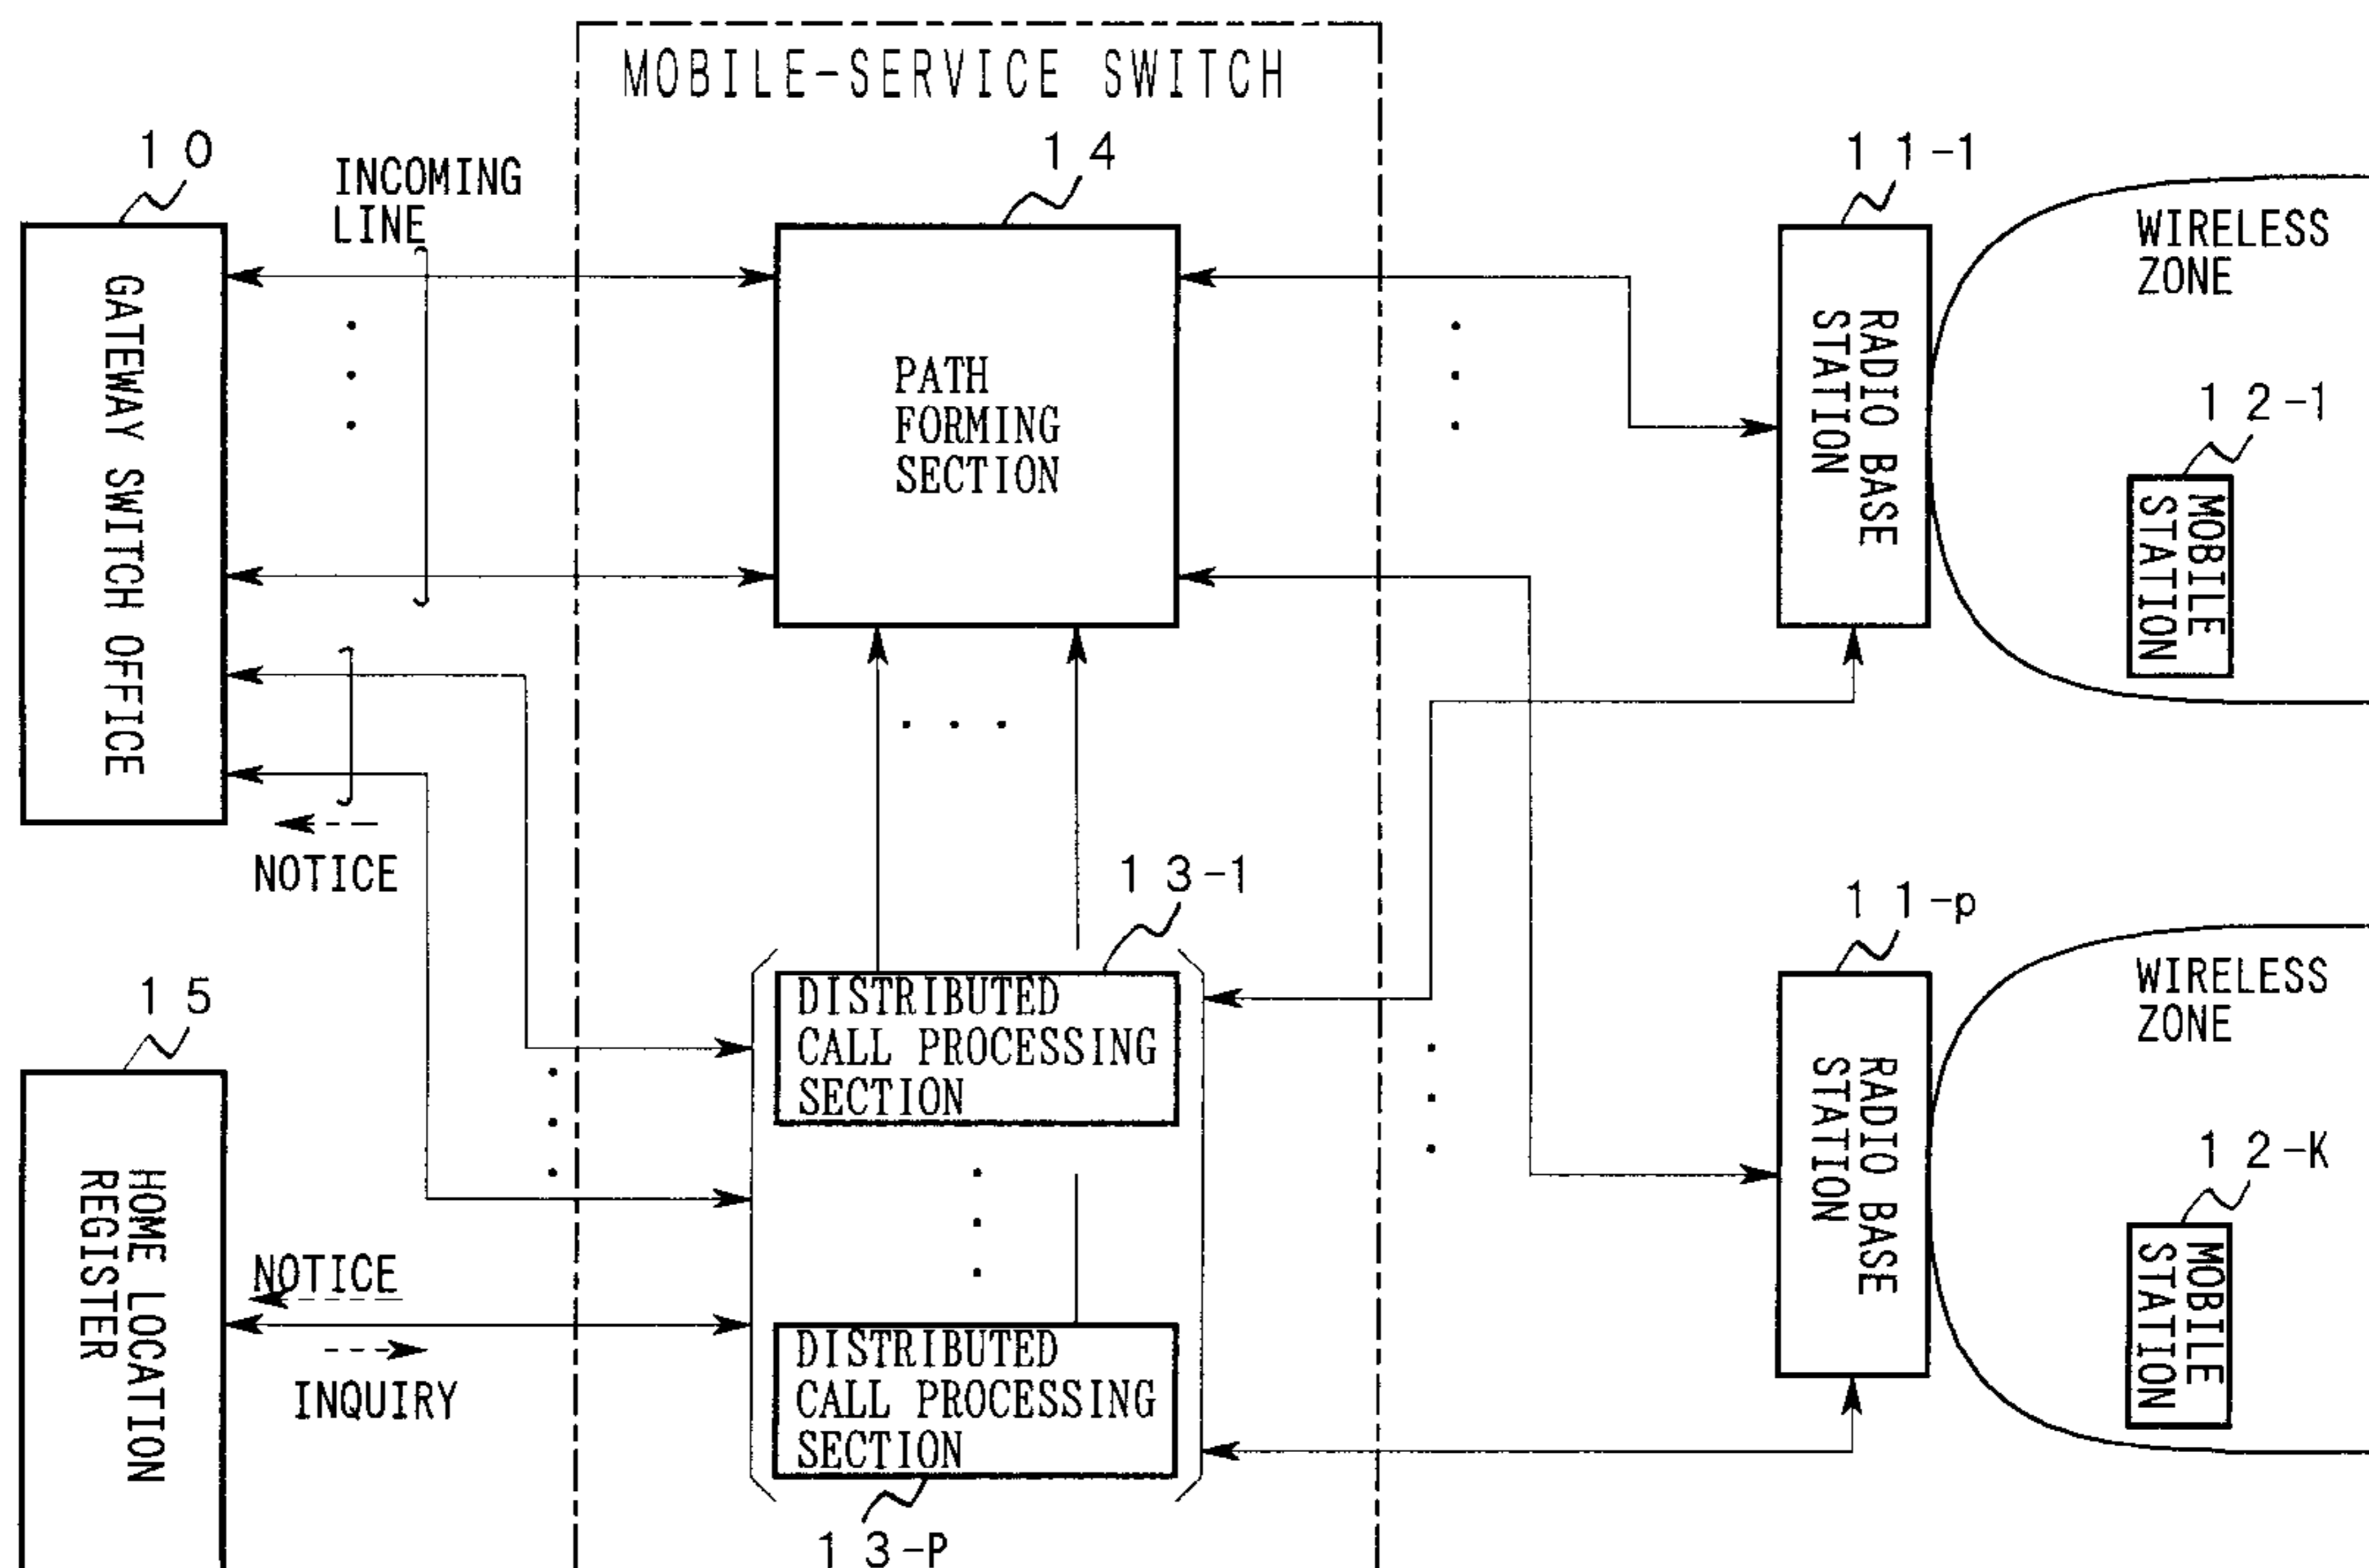 MOBILE-SERVICE SWITCH
10
INCOMING
LINE
14
11-1
WIRELESS
ZONE
GATEWAY SWITCH OFFICE
PATH
FORMING
SECTION
RADIO BASE
STATION
12-1
MOBILE
STATION
NOTICE
13-1
11-p
15
DISTRIBUTED
CALL PROCESSING
SECTION
WIRELESS
ZONE
RADIO BASE
STATION
12-K
MOBILE
STATION
HOME LOCATION
REGISTER
NOTICE
INQUIRY
DISTRIBUTED
CALL PROCESSING
SECTION
13-P